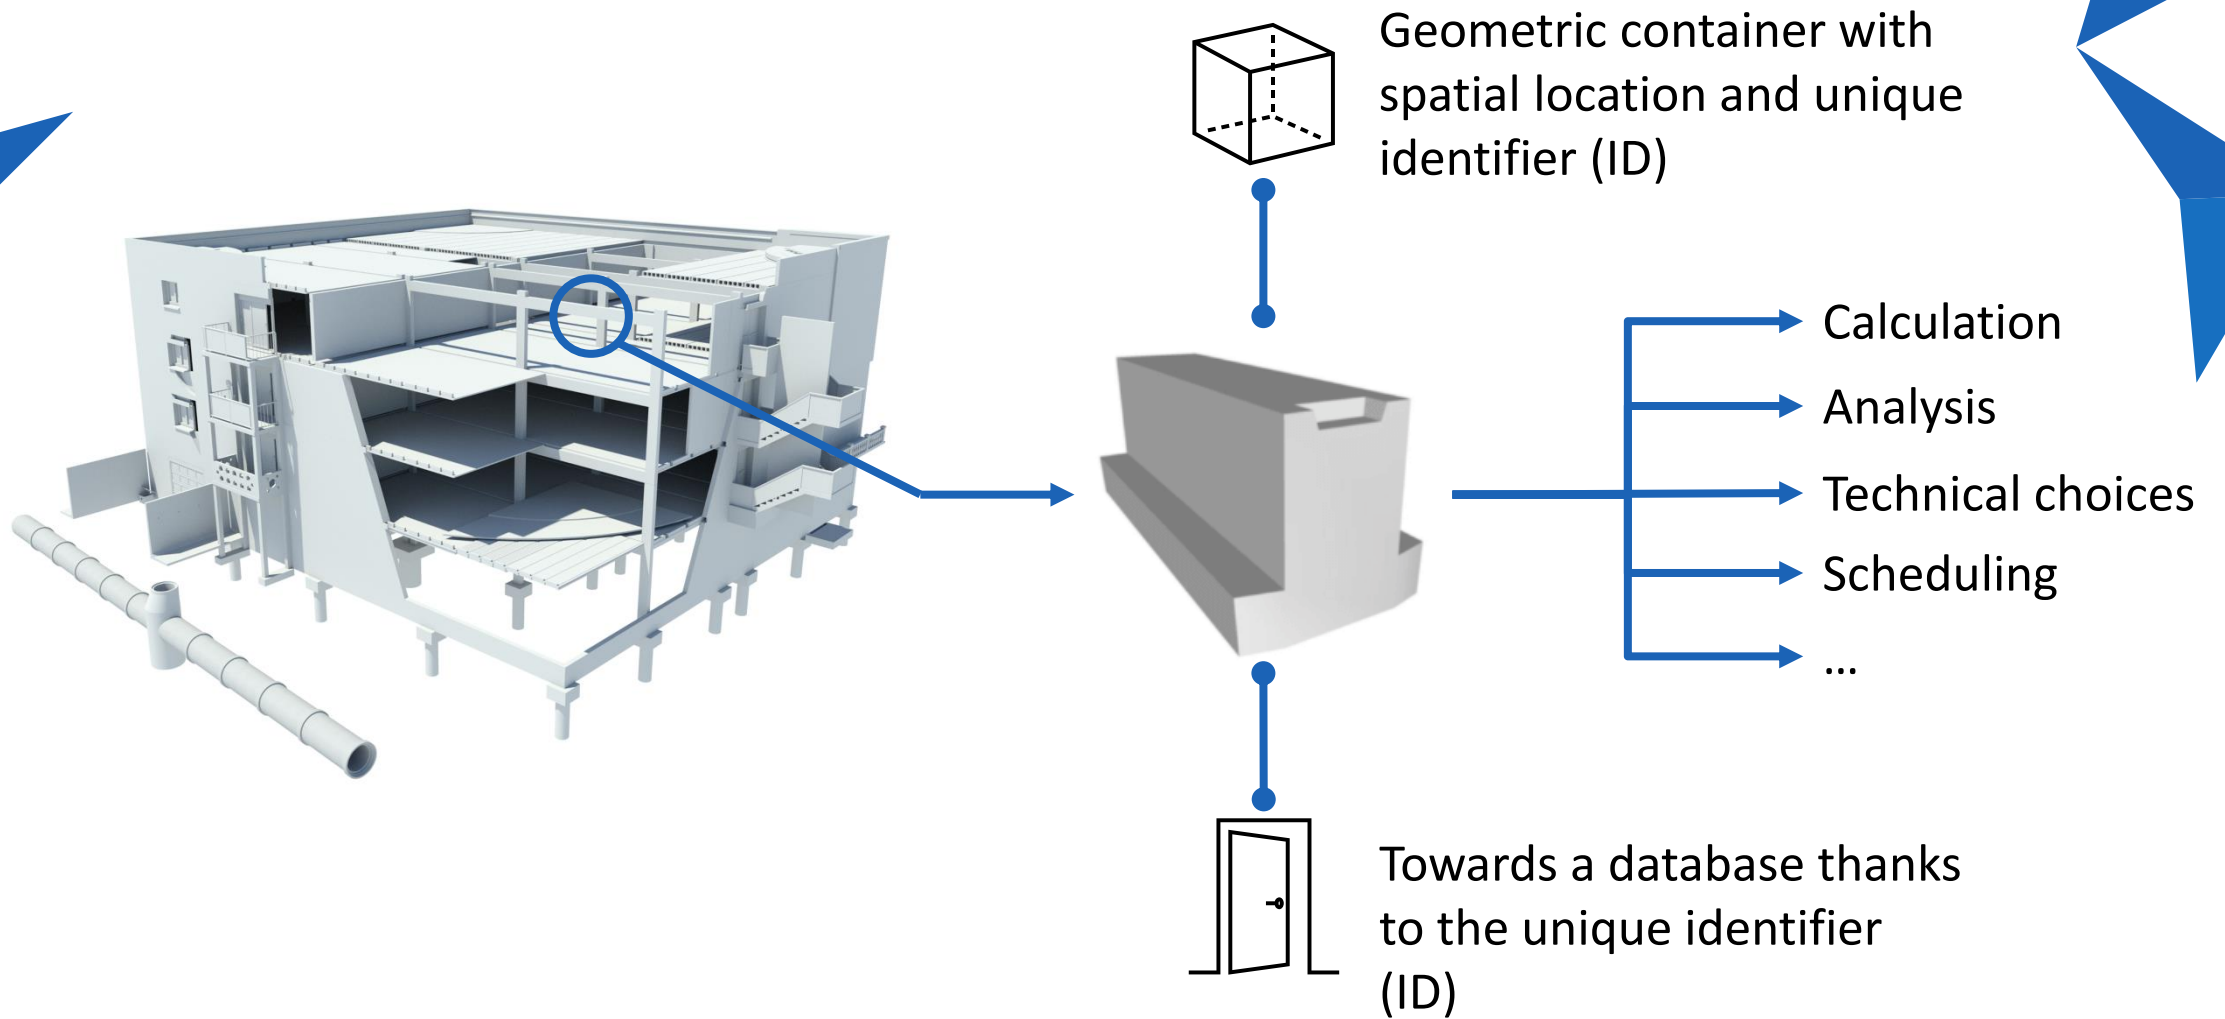 Geometric container with
spatial location and unique
identifier (ID)
Calculation
Analysis
Technical choices
Scheduling
...
Towards a database thanks
to the unique identifier
(ID)